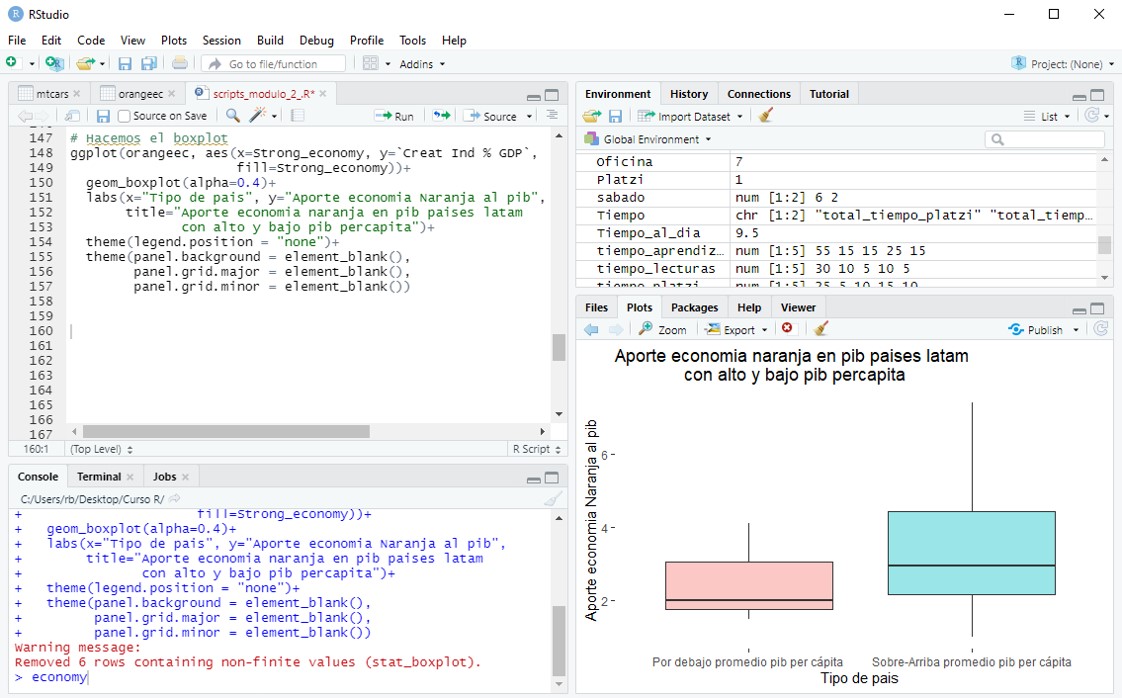 RStudio
File Edit Code View Plots Session Build Debug Profile Tools Help
Go to file/function Addins Project: (None)
mtcars orangeec scripts_modulo_2_.R*
Source on Save Run Source
147 # Hacemos el boxplot
148 ggplot(orangeec, aes(x=Strong_economy, y=`Creat Ind % GDP`,
149 fill=Strong_economy))+
150 geom_boxplot(alpha=0.4)+
151 labs(x="Tipo de pais", y="Aporte economia Naranja al pib",
152 title="Aporte economia naranja en pib paises latam
153 con alto y bajo pib percapita")+
154 theme(legend.position = "none")+
155 theme(panel.background = element_blank(),
156 panel.grid.major = element_blank(),
157 panel.grid.minor = element_blank())
158
159
160
161
162
163
164
165
166
167
160:1 (Top Level) R Script
Console Terminal Jobs
C:/Users/rb/Desktop/Curso R/
+ fill=Strong_economy))+
+ geom_boxplot(alpha=0.4)+
+ labs(x="Tipo de pais", y="Aporte economia Naranja al pib",
+ title="Aporte economia naranja en pib paises latam
+ con alto y bajo pib percapita")+
+ theme(legend.position = "none")+
+ theme(panel.background = element_blank(),
+ panel.grid.major = element_blank(),
+ panel.grid.minor = element_blank())
Warning message:
Removed 6 rows containing non-finite values (stat_boxplot).
> economy
Environment History Connections Tutorial
Import Dataset List
Global Environment
Oficina 7
Platzi 1
sabado num [1:2] 6 2
Tiempo chr [1:2] "total_tiempo_platzi" "total_tiemp…
Tiempo_al_dia 9.5
tiempo_aprendiz… num [1:5] 55 15 15 25 15
tiempo_lecturas num [1:5] 30 10 5 10 5
tiempo_platzi num [1:5] 25 5 10 15 10
Files Plots Packages Help Viewer
Zoom Export Publish
Aporte economia naranja en pib paises latam
con alto y bajo pib percapita
Aporte economia Naranja al pib
6
4
2
Por debajo promedio pib per cápita Sobre-Arriba promedio pib per cápita
Tipo de pais